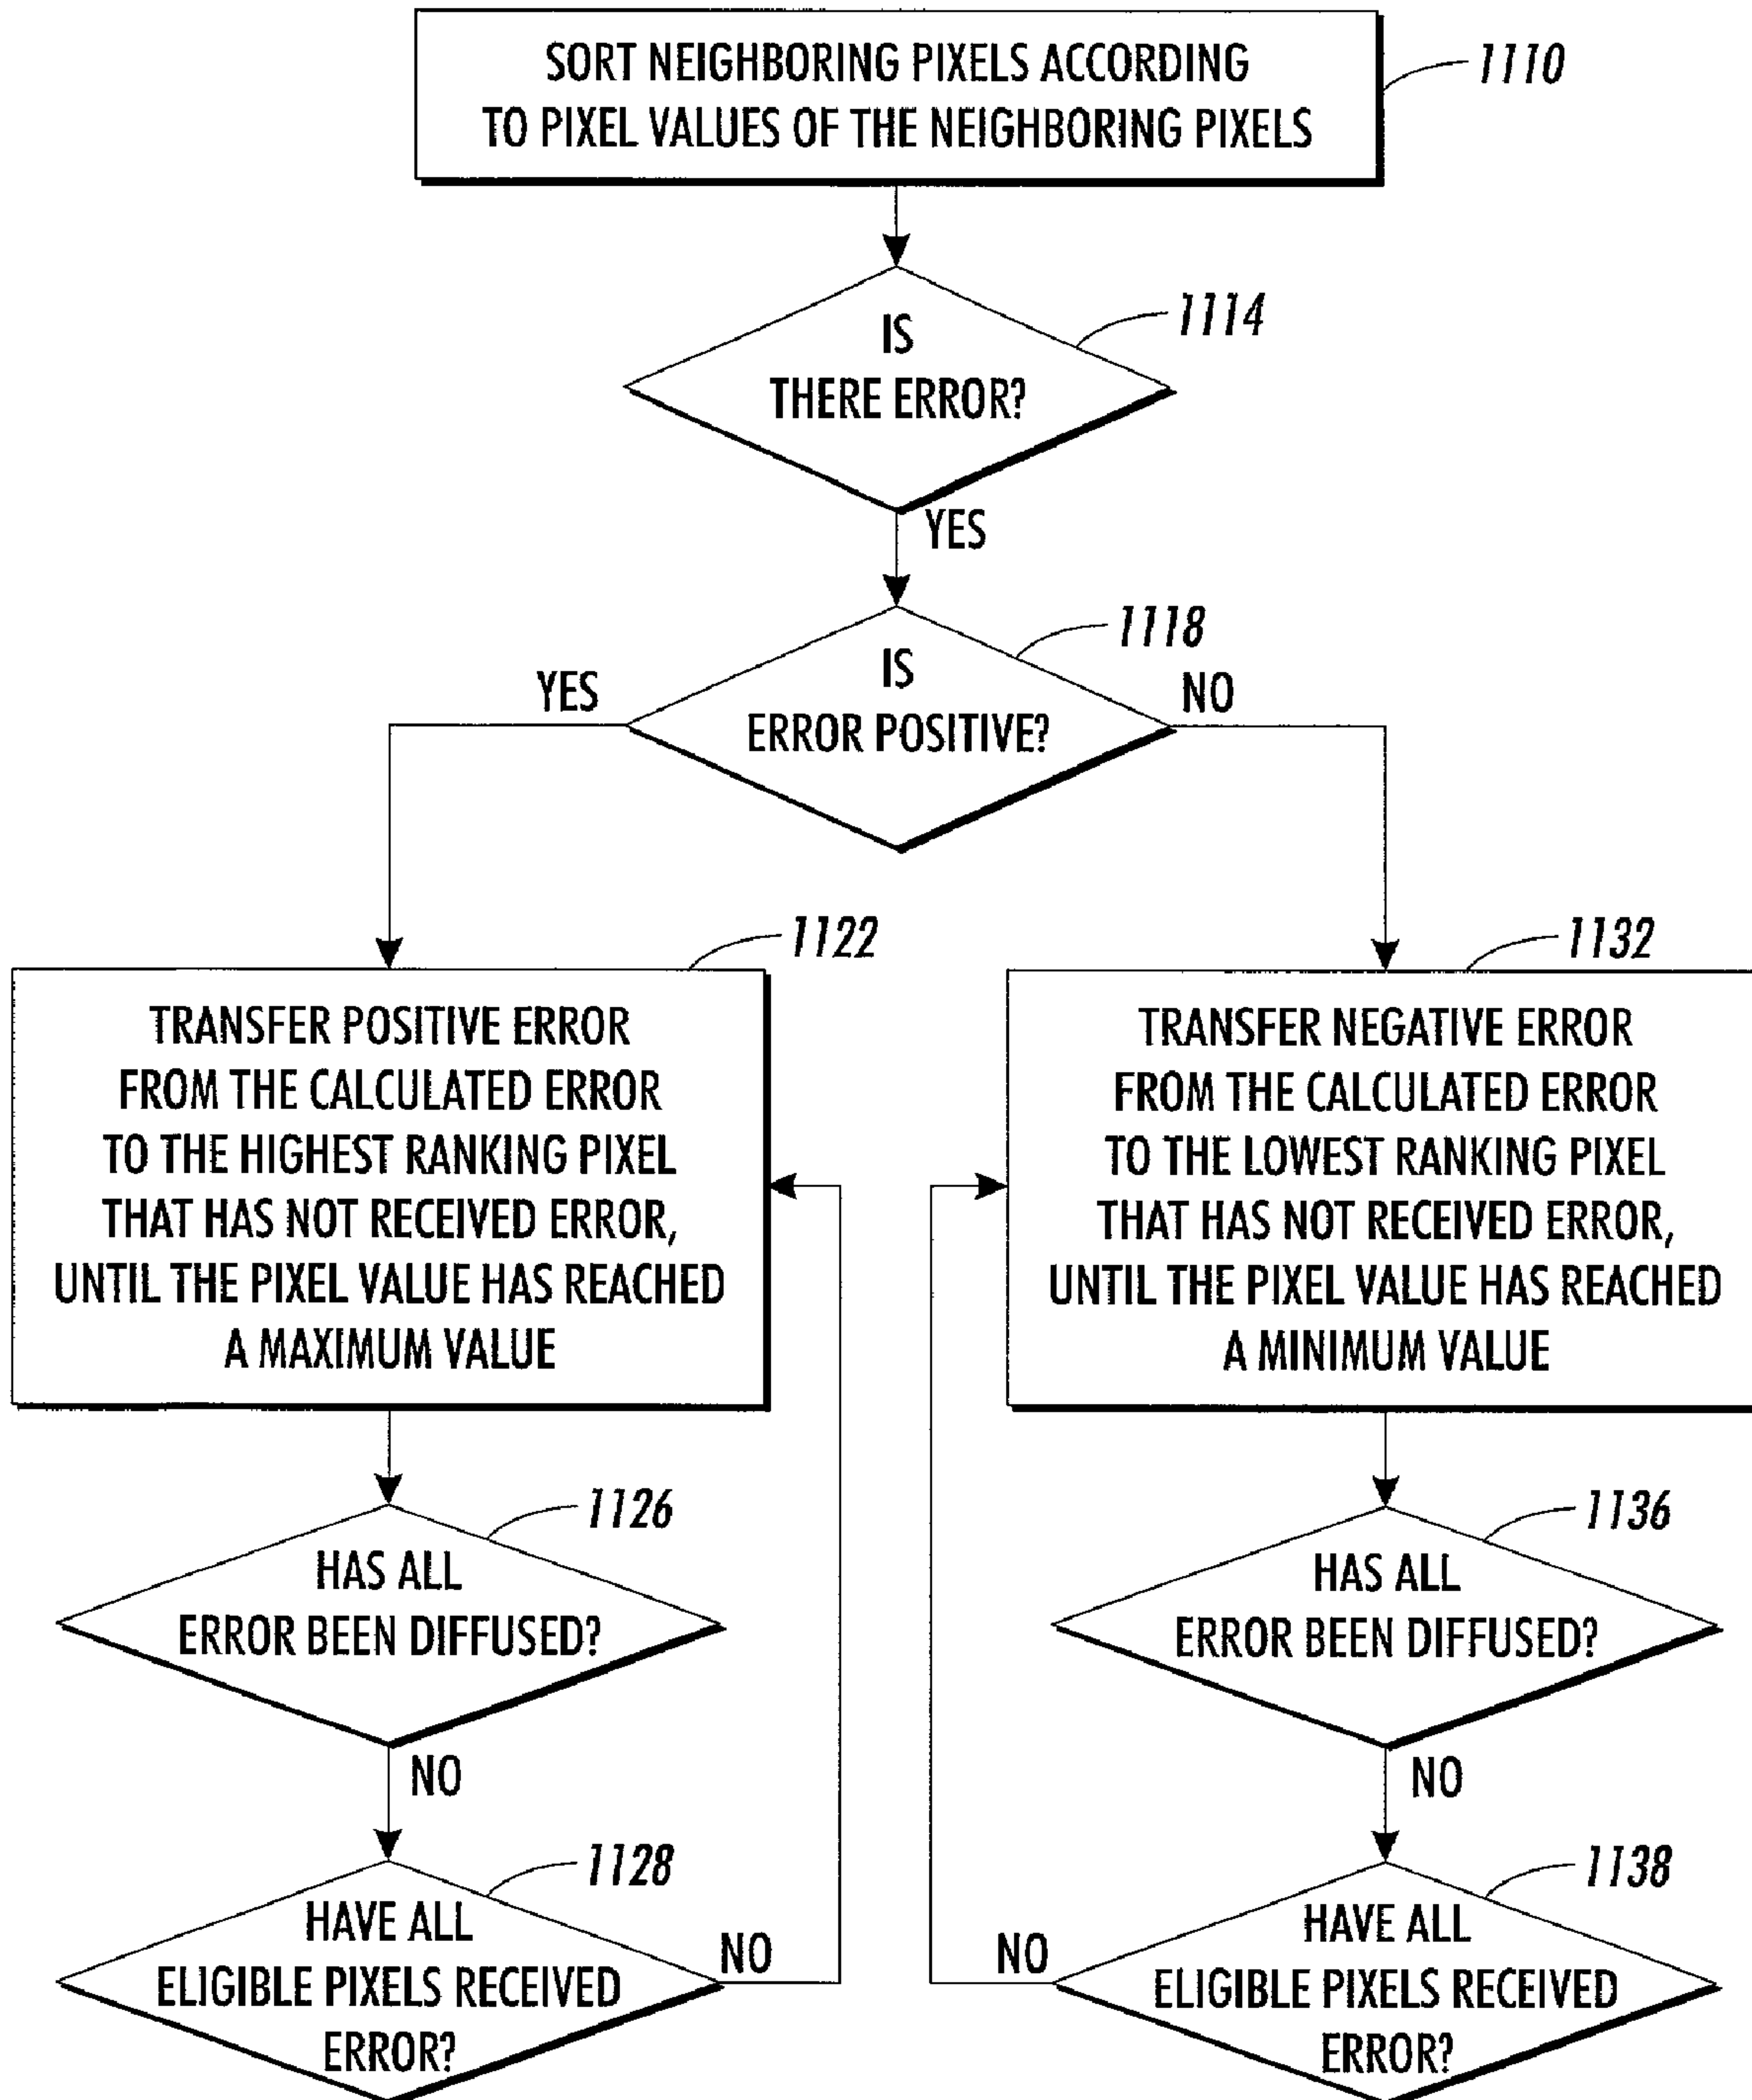 SORT NEIGHBORING PIXELS ACCORDING
TO PIXEL VALUES OF THE NEIGHBORING PIXELS
1110
IS
THERE ERROR?
1114
YES
IS
ERROR POSITIVE?
1118
YES
NO
TRANSFER POSITIVE ERROR
FROM THE CALCULATED ERROR
TO THE HIGHEST RANKING PIXEL
THAT HAS NOT RECEIVED ERROR,
UNTIL THE PIXEL VALUE HAS REACHED
A MAXIMUM VALUE
1122
TRANSFER NEGATIVE ERROR
FROM THE CALCULATED ERROR
TO THE LOWEST RANKING PIXEL
THAT HAS NOT RECEIVED ERROR,
UNTIL THE PIXEL VALUE HAS REACHED
A MINIMUM VALUE
1132
HAS ALL
ERROR BEEN DIFFUSED?
1126
NO
HAS ALL
ERROR BEEN DIFFUSED?
1136
NO
HAVE ALL
ELIGIBLE PIXELS RECEIVED
ERROR?
1128
NO
HAVE ALL
ELIGIBLE PIXELS RECEIVED
ERROR?
1138
NO